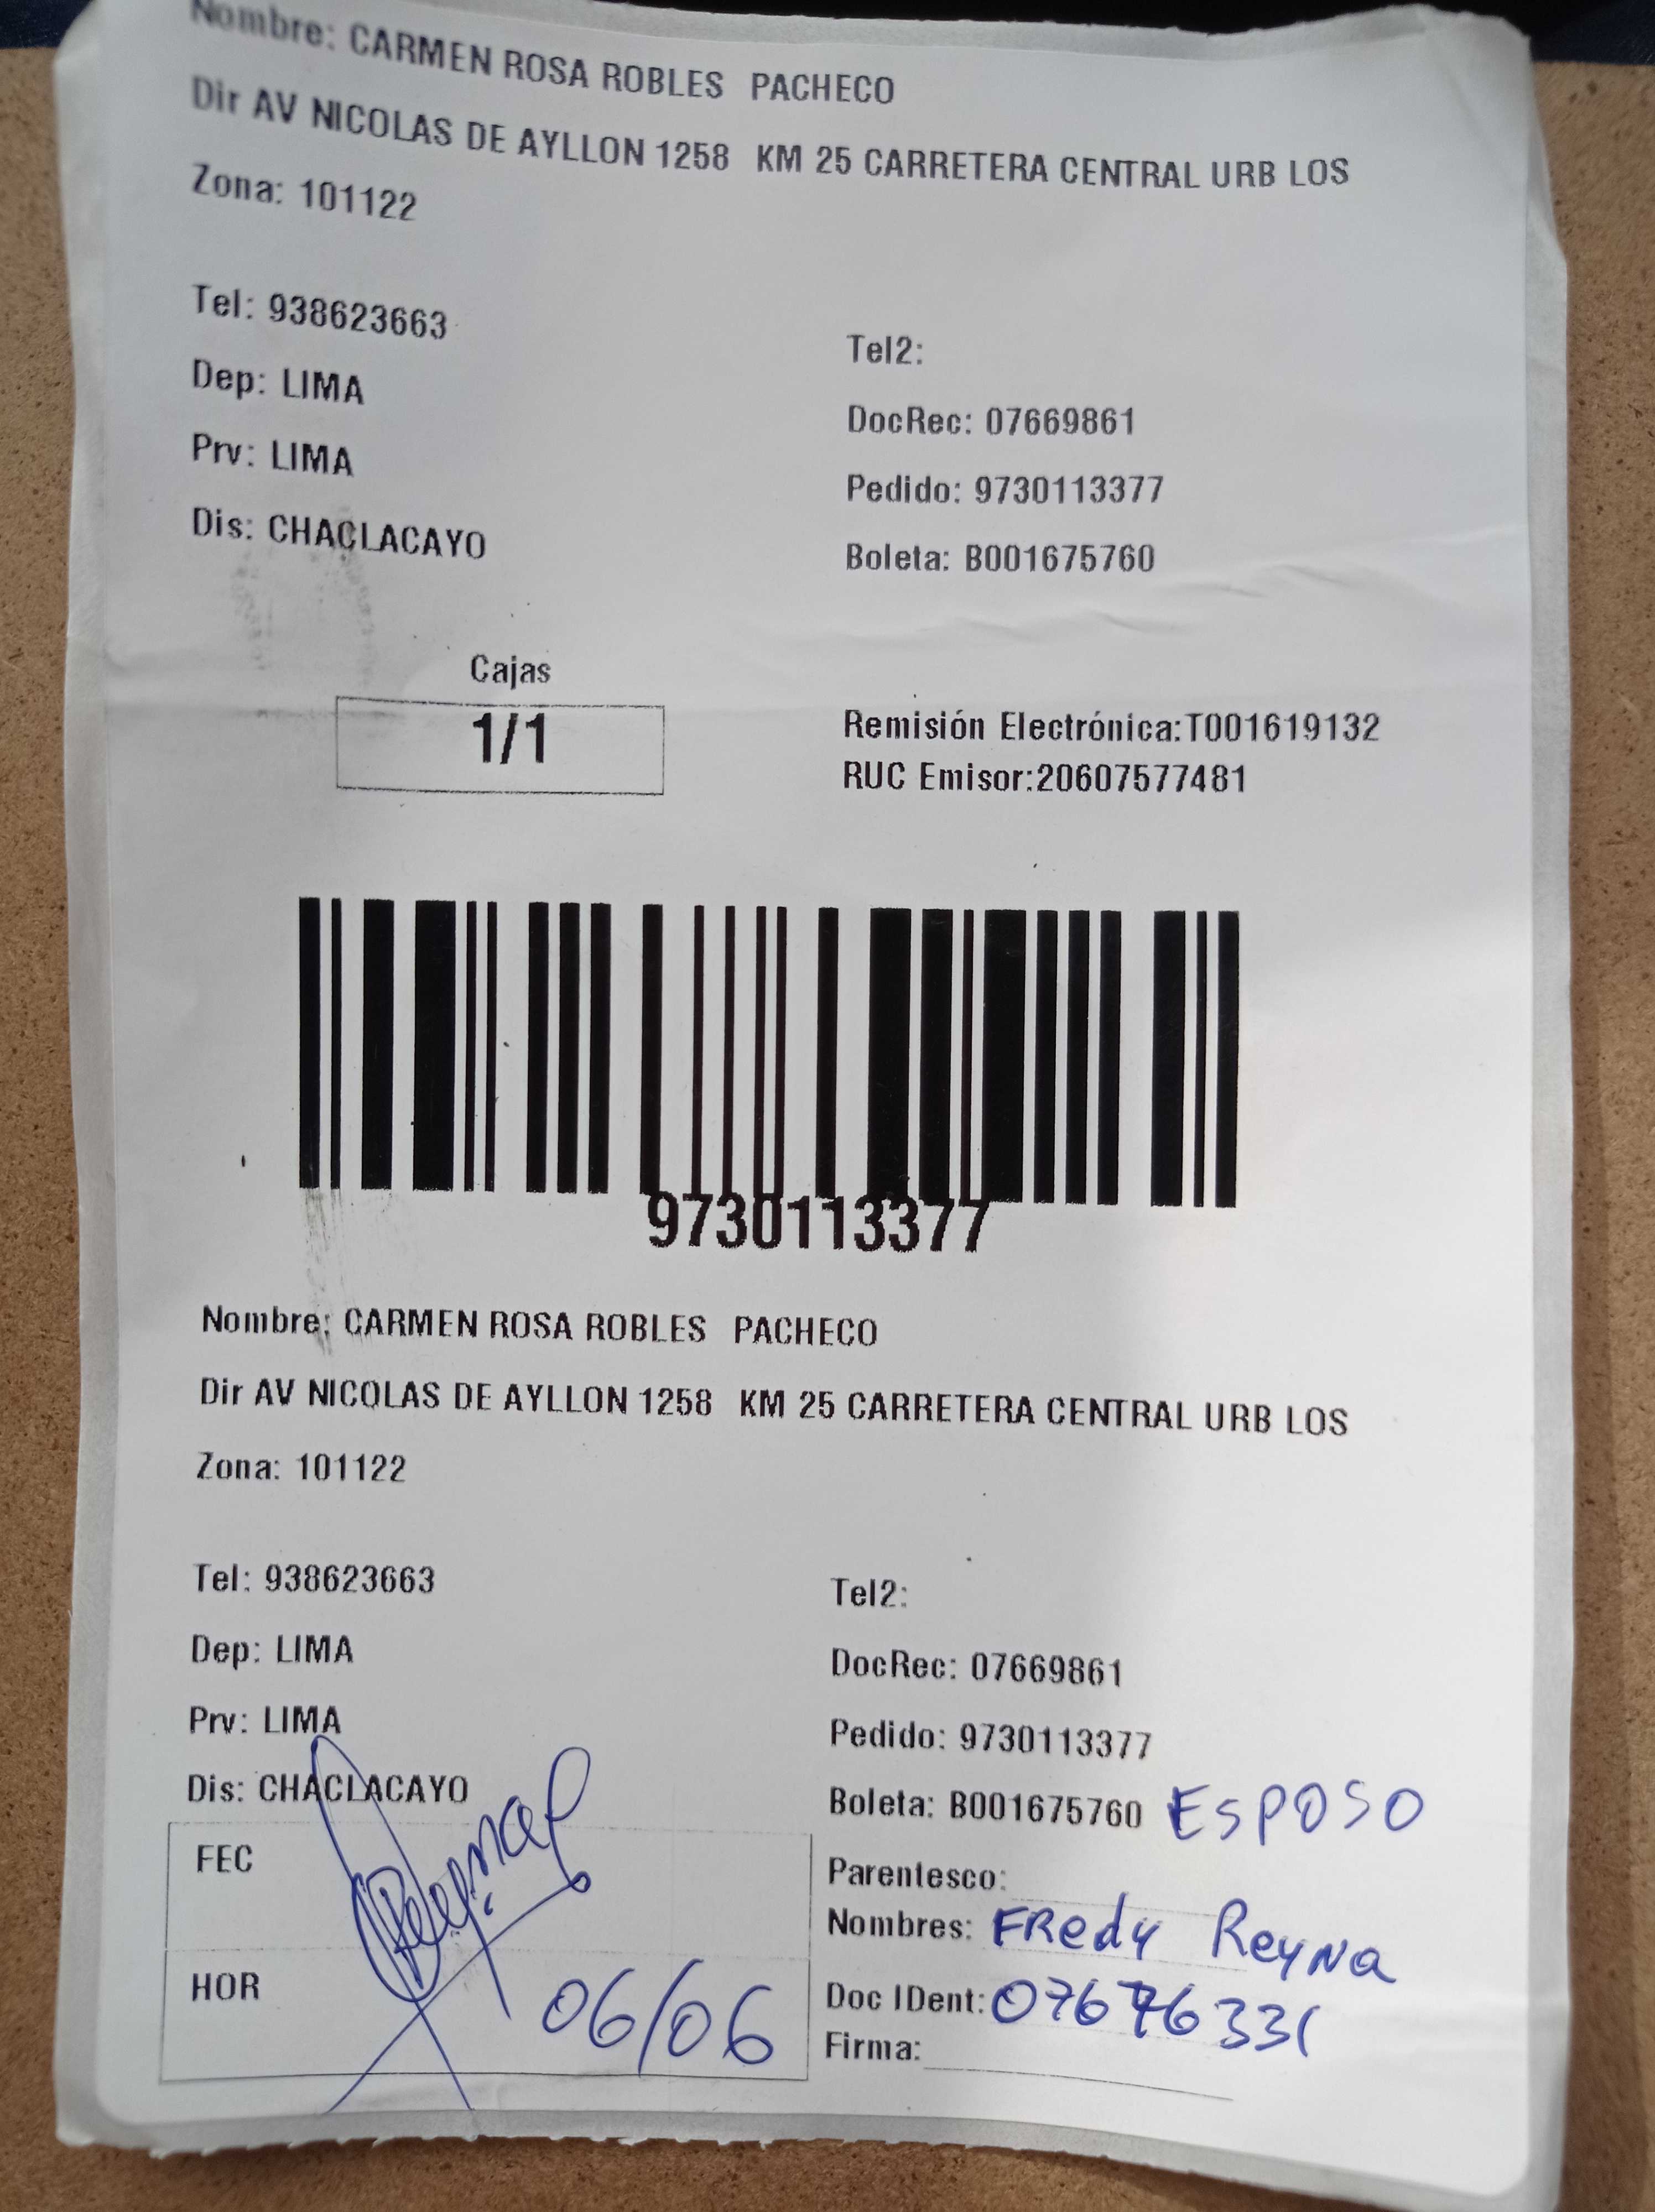 Nombre: CARMEN ROSA ROBLES PACHECO
Dir AV NICOLAS DE AYLLON 1258 KM 25 CARRETERA CENTRAL URB LOS
Zona: 101122
Tel: 938623663
Tel2:
Dep: LIMA
DocRec: 07669861
Prv: LIMA
Pedido: 9730113377
Dis: CHACLACAYO
Boleta: B001675760
Cajas
1/1
Remisión Electrónica:T001619132
RUC Emisor:20607577481
9730113377
Nombre: CARMEN ROSA ROBLES PACHECO
Dir AV NICOLAS DE AYLLON 1258 KM 25 CARRETERA CENTRAL URB LOS
Zona: 101122
Tel: 938623663
Tel2:
Dep: LIMA
DocRec: 07669861
Prv: LIMA
Pedido: 9730113377
Dis: CHACLACAYO
Boleta: B001675760 ESPOSO
FEC
Parentesco:
Nombres: FRedy ReyNa
HOR
06/06
Doc IDent: 07676331
Firma: